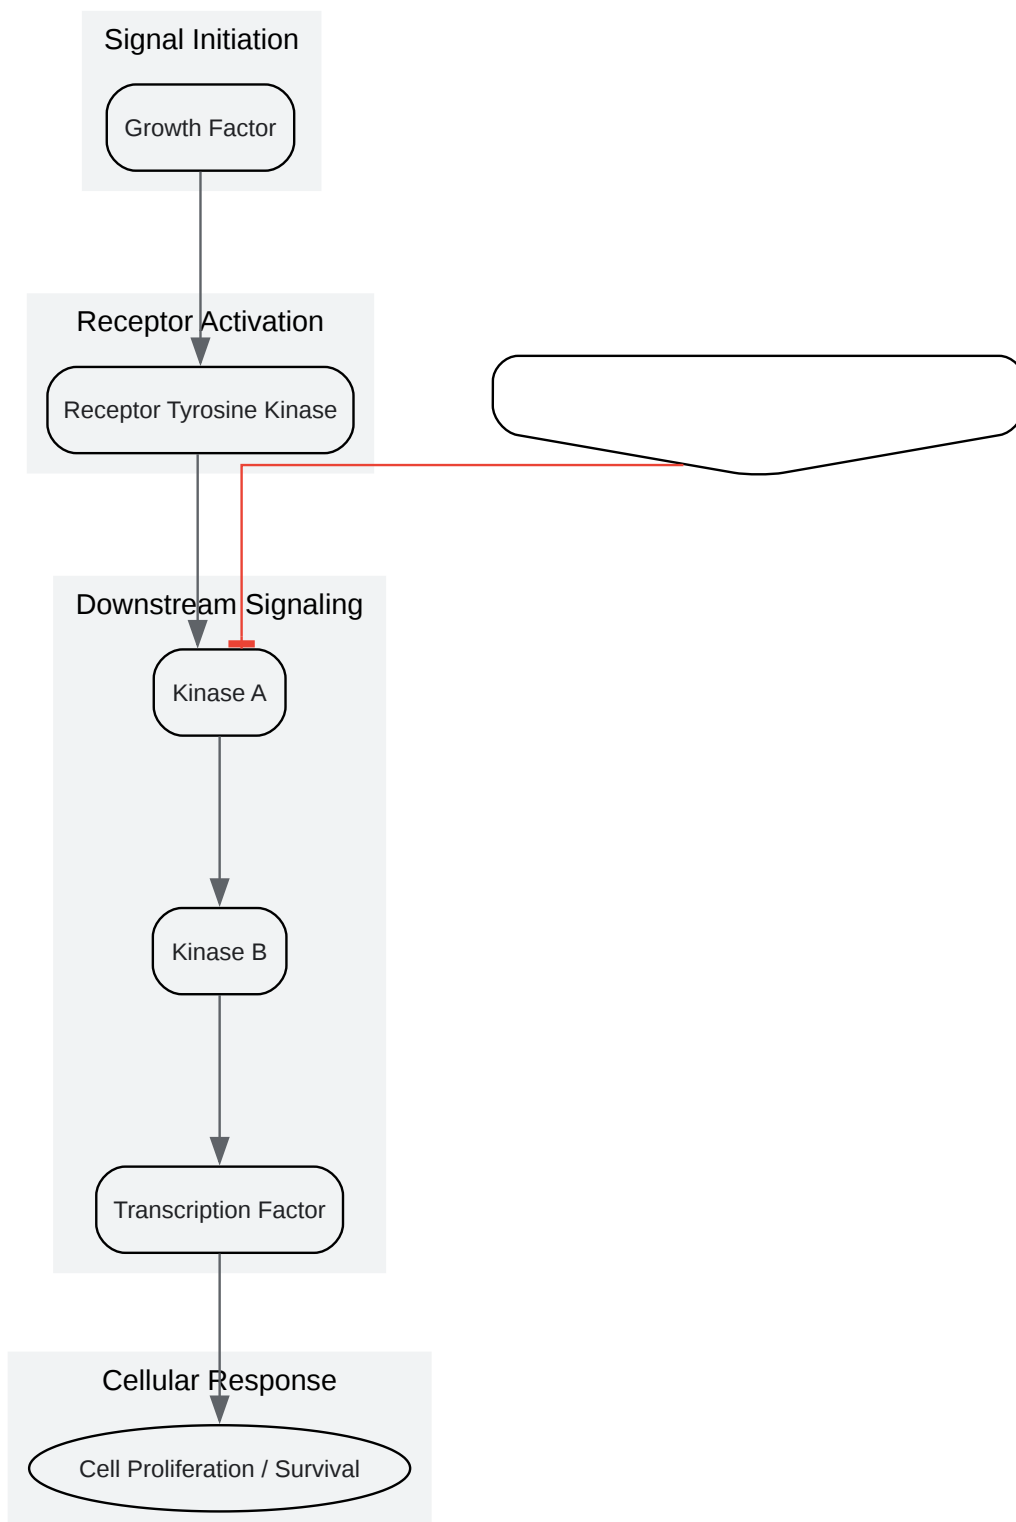 Signal Initiation
Growth Factor
Receptor Activation
Receptor Tyrosine Kinase
Downstream Signaling
Kinase A
Kinase B
Transcription Factor
Cellular Response
Cell Proliferation / Survival